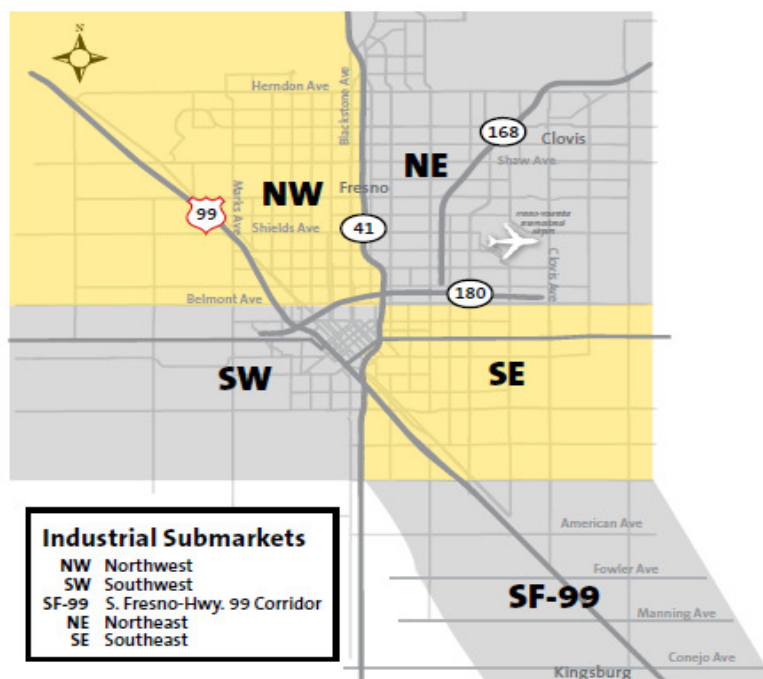 N
Herndon Ave
Blackstone Ave
168
Clovis
NE
Shaw Ave
NW
Fresno
Marks Ave
99
Shields Ave
41
international
airport
Clovis Ave
Belmont Ave
180
SW
SE
Industrial Submarkets
NW Northwest
SW Southwest
SF-99 S. Fresno-Hwy. 99 Corridor
NE Northeast
SE Southeast
American Ave
Fowler Ave
SF-99
Manning Ave
Conejo Ave
Kingsburg